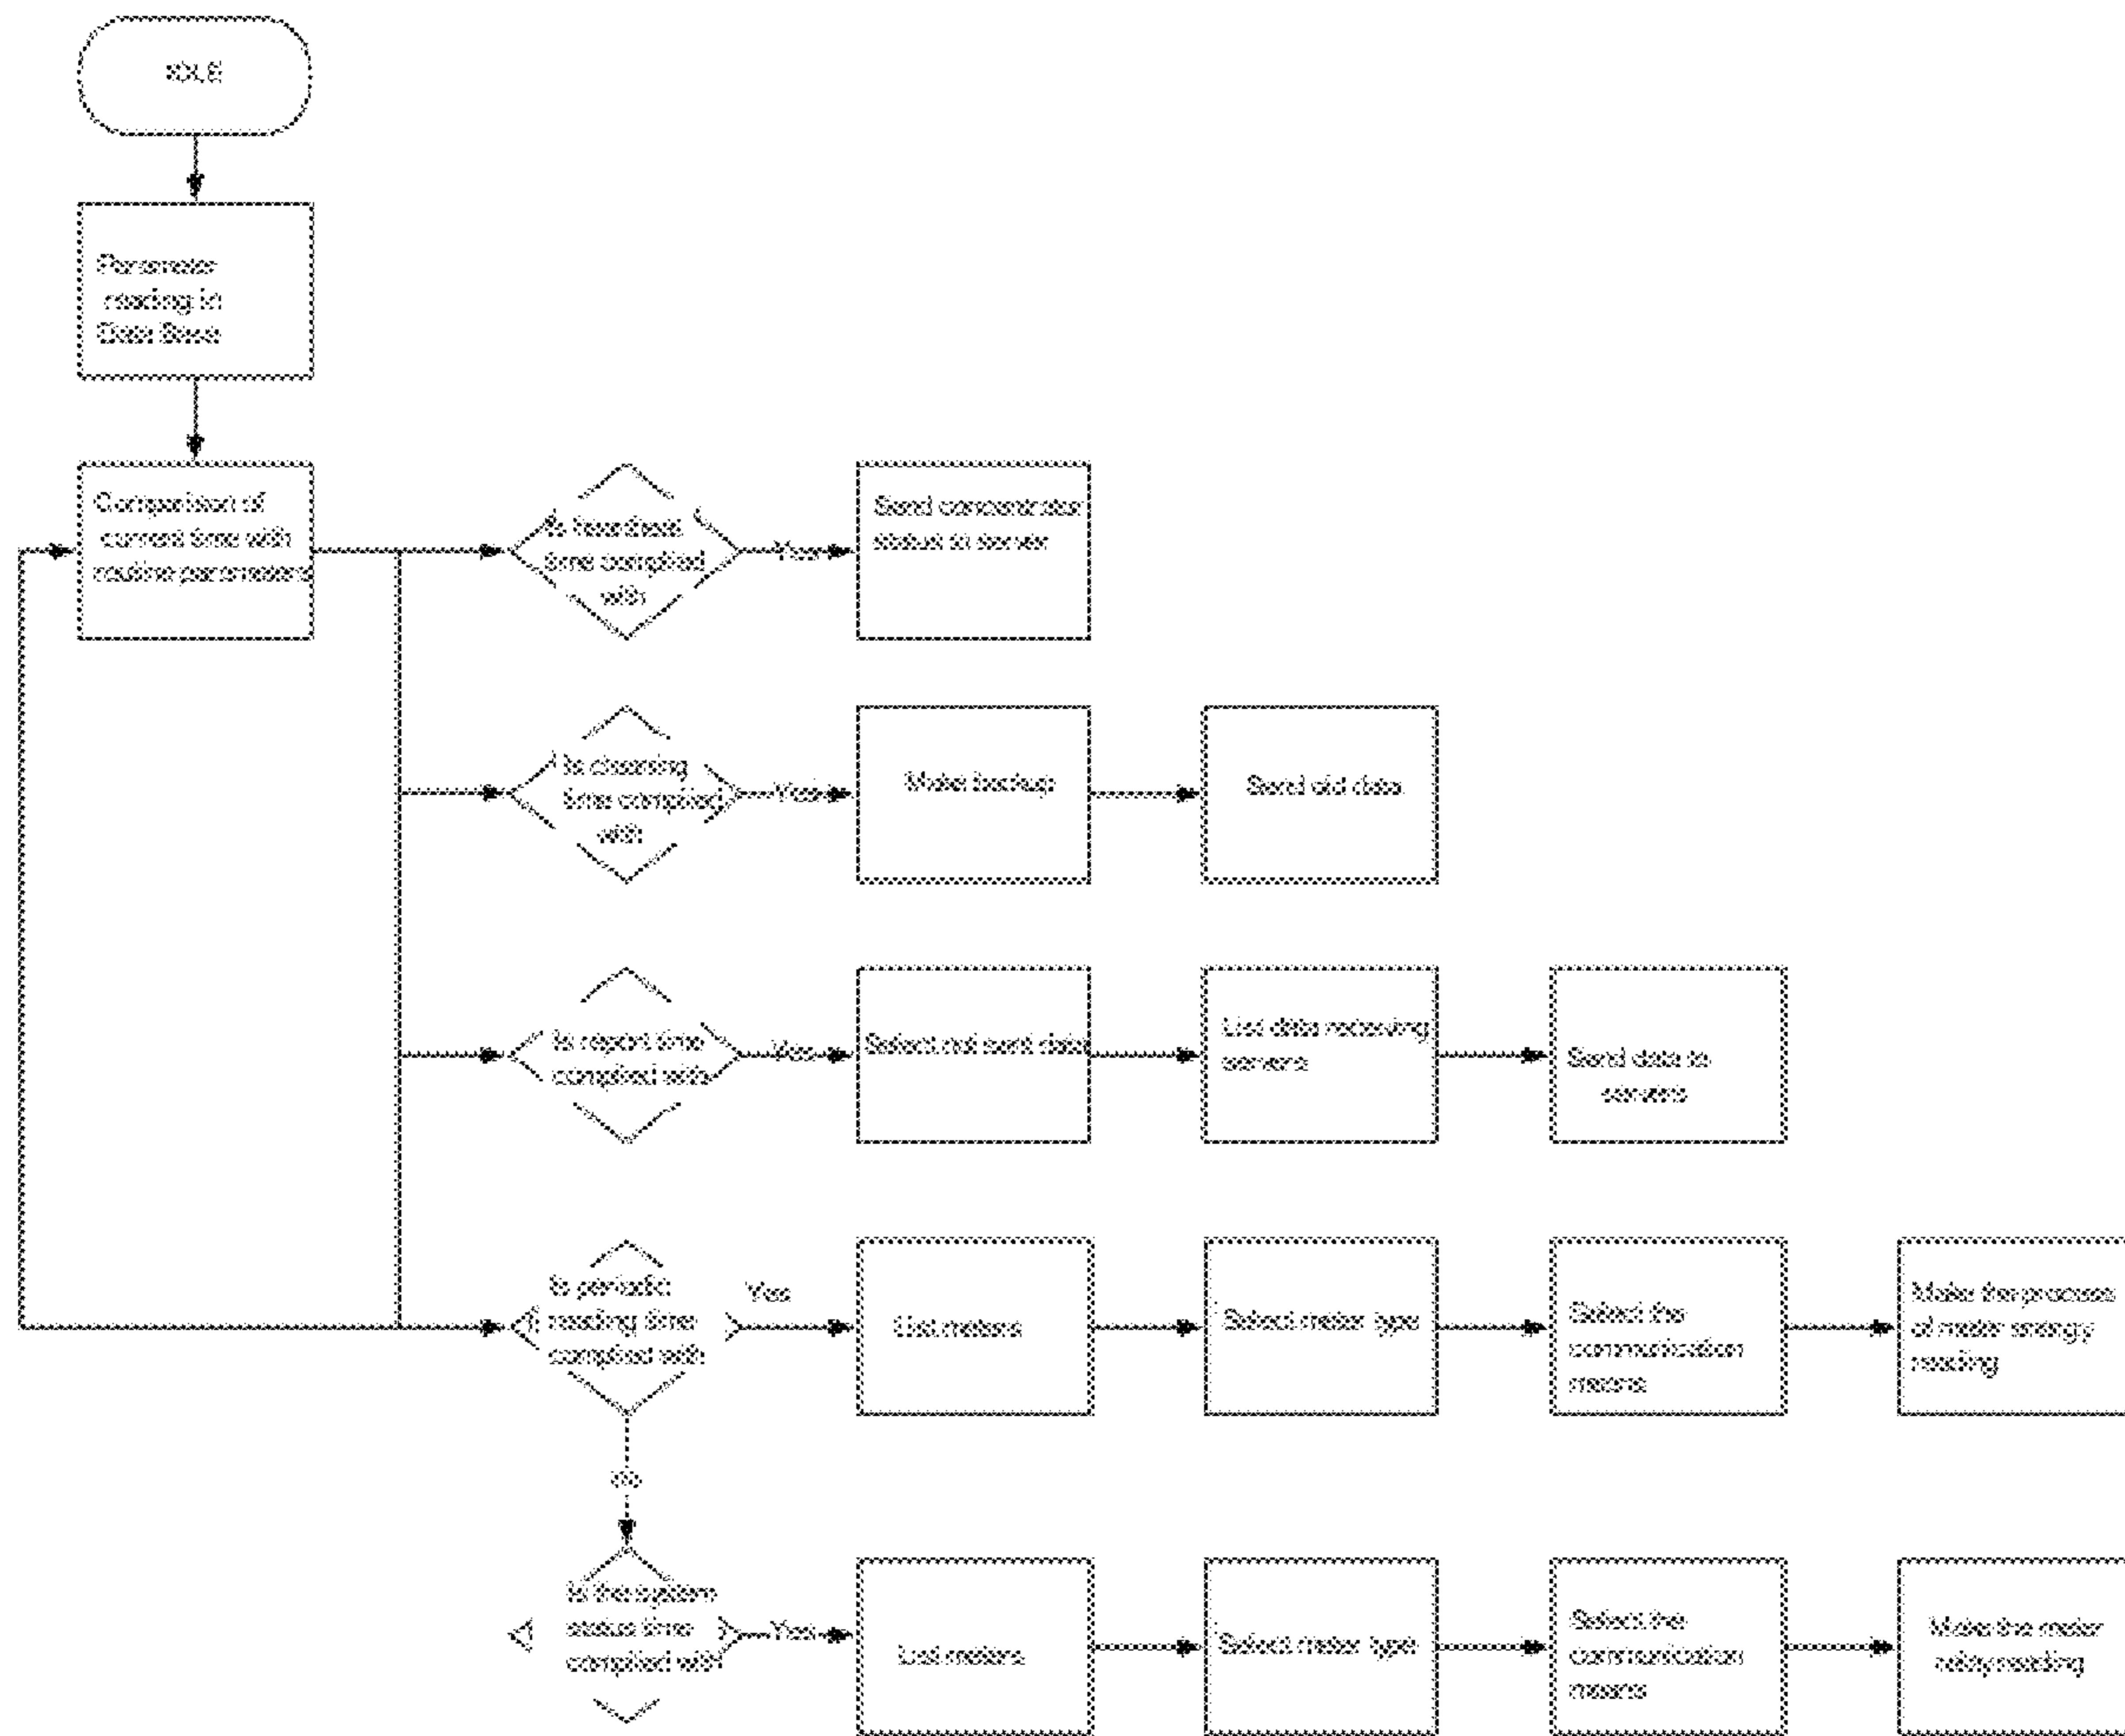 IDLE
Parameter
reading in
Data Base
Comparision of
current time with
routine parameters
Is heartbeat
time complied
with
Yes
Send concentrator
status to server
Is cleaning
time complied
with
Yes
Make backup
Send old data
Is report time
complied with
Yes
Select not sent data
List data receiving
servers
Send data to
servers
Is periodic
reading time
complied with
Yes
List meters
Select meter type
Select the
communication
means
Make the process
of meter energy
reading
Is the system
status time
complied with
Yes
List meters
Select meter type
Select the
communication
means
Make the meter
relay reading